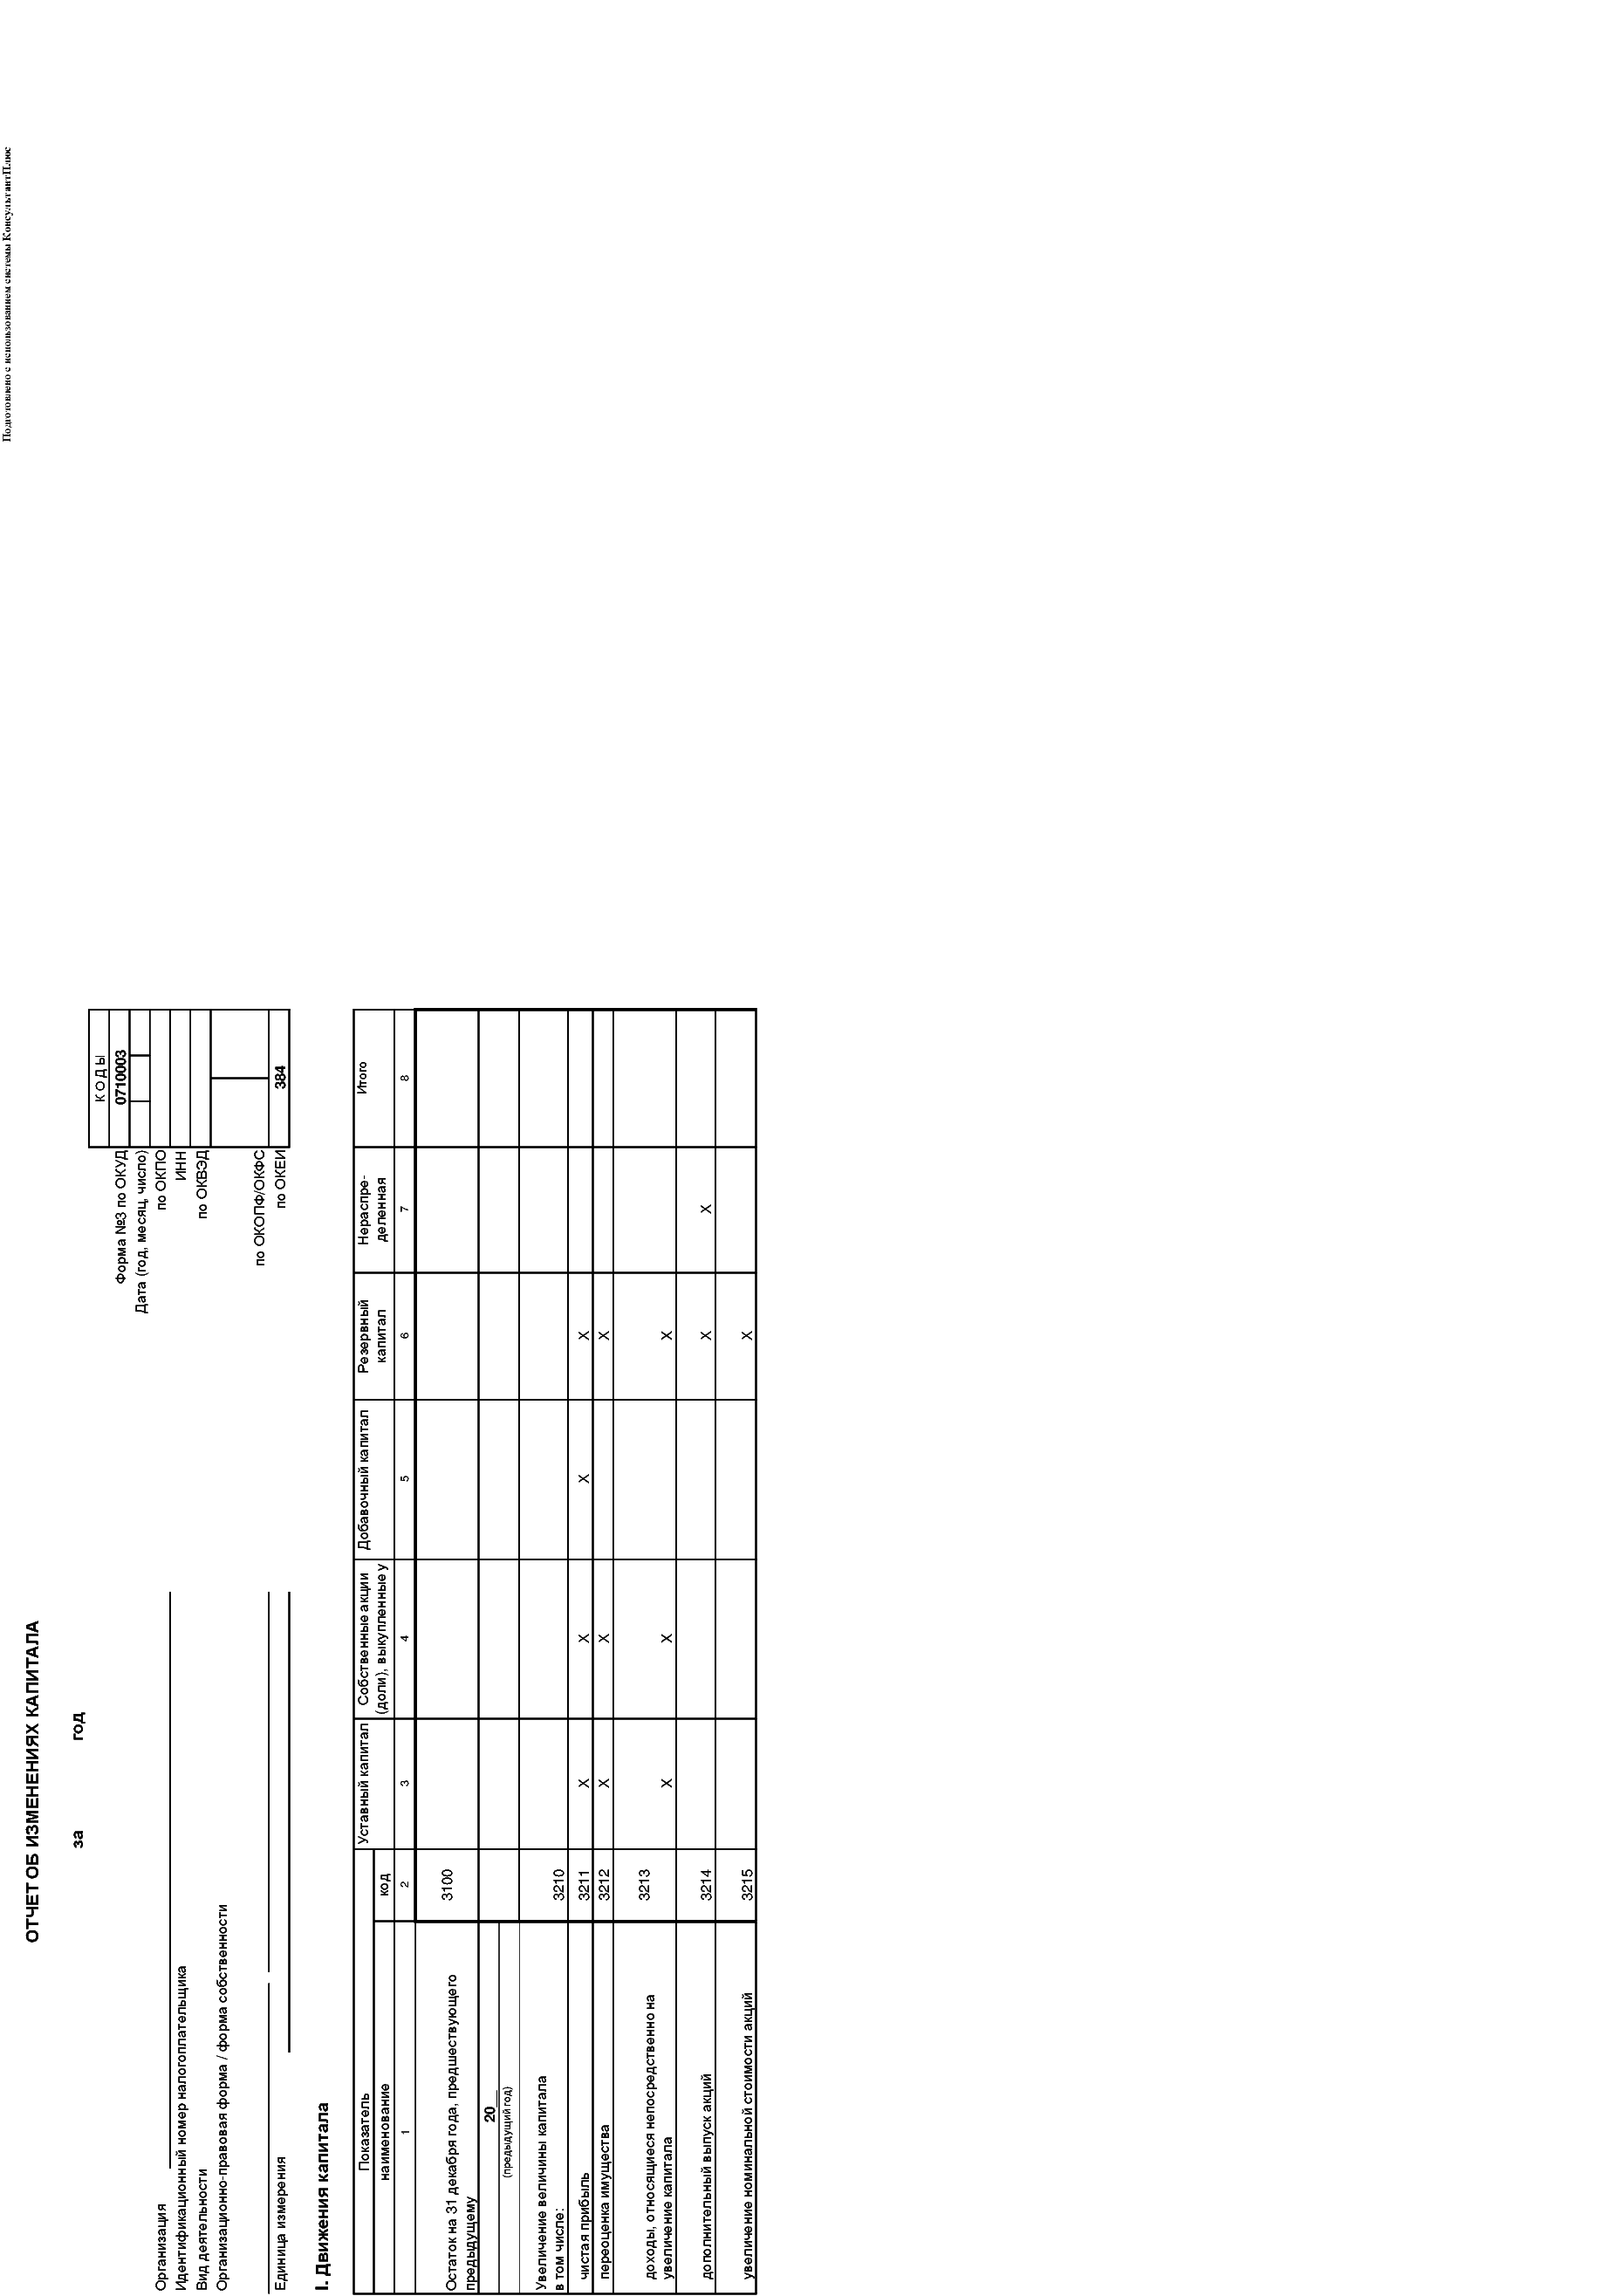 Подготовлено с использованием системы КонсультантПлюс
ОТЧЕТ ОБ ИЗМЕНЕНИЯХ КАПИТАЛА
за год
К О Д Ы
Форма №3 по ОКУД 0710003
Дата (год, месяц, число)
Организация по ОКПО
Идентификационный номер налогоплательщика ИНН
Вид деятельности по ОКВЭД
Организационно-правовая форма / форма собственности
по ОКОПФ/ОКФС
Единица измерения по ОКЕИ 384
I. Движения капитала
Показатель Уставный капитал Собственные акции Добавочный капитал Резервный Нераспре- Итого
наименование код (доли), выкупленные у капитал деленная
1 2 3 4 5 6 7 8
Остаток на 31 декабря года, предшествующего 3100
предыдущему
20__
(предыдущий год)
Увеличение величины капитала
в том числе: 3210
чистая прибыль 3211 X X X X
переоценка имущества 3212 X X X
доходы, относящиеся непосредственно на 3213
увеличение капитала X X X
дополнительный выпуск акций 3214 X X
увеличение номинальной стоимости акций 3215 X